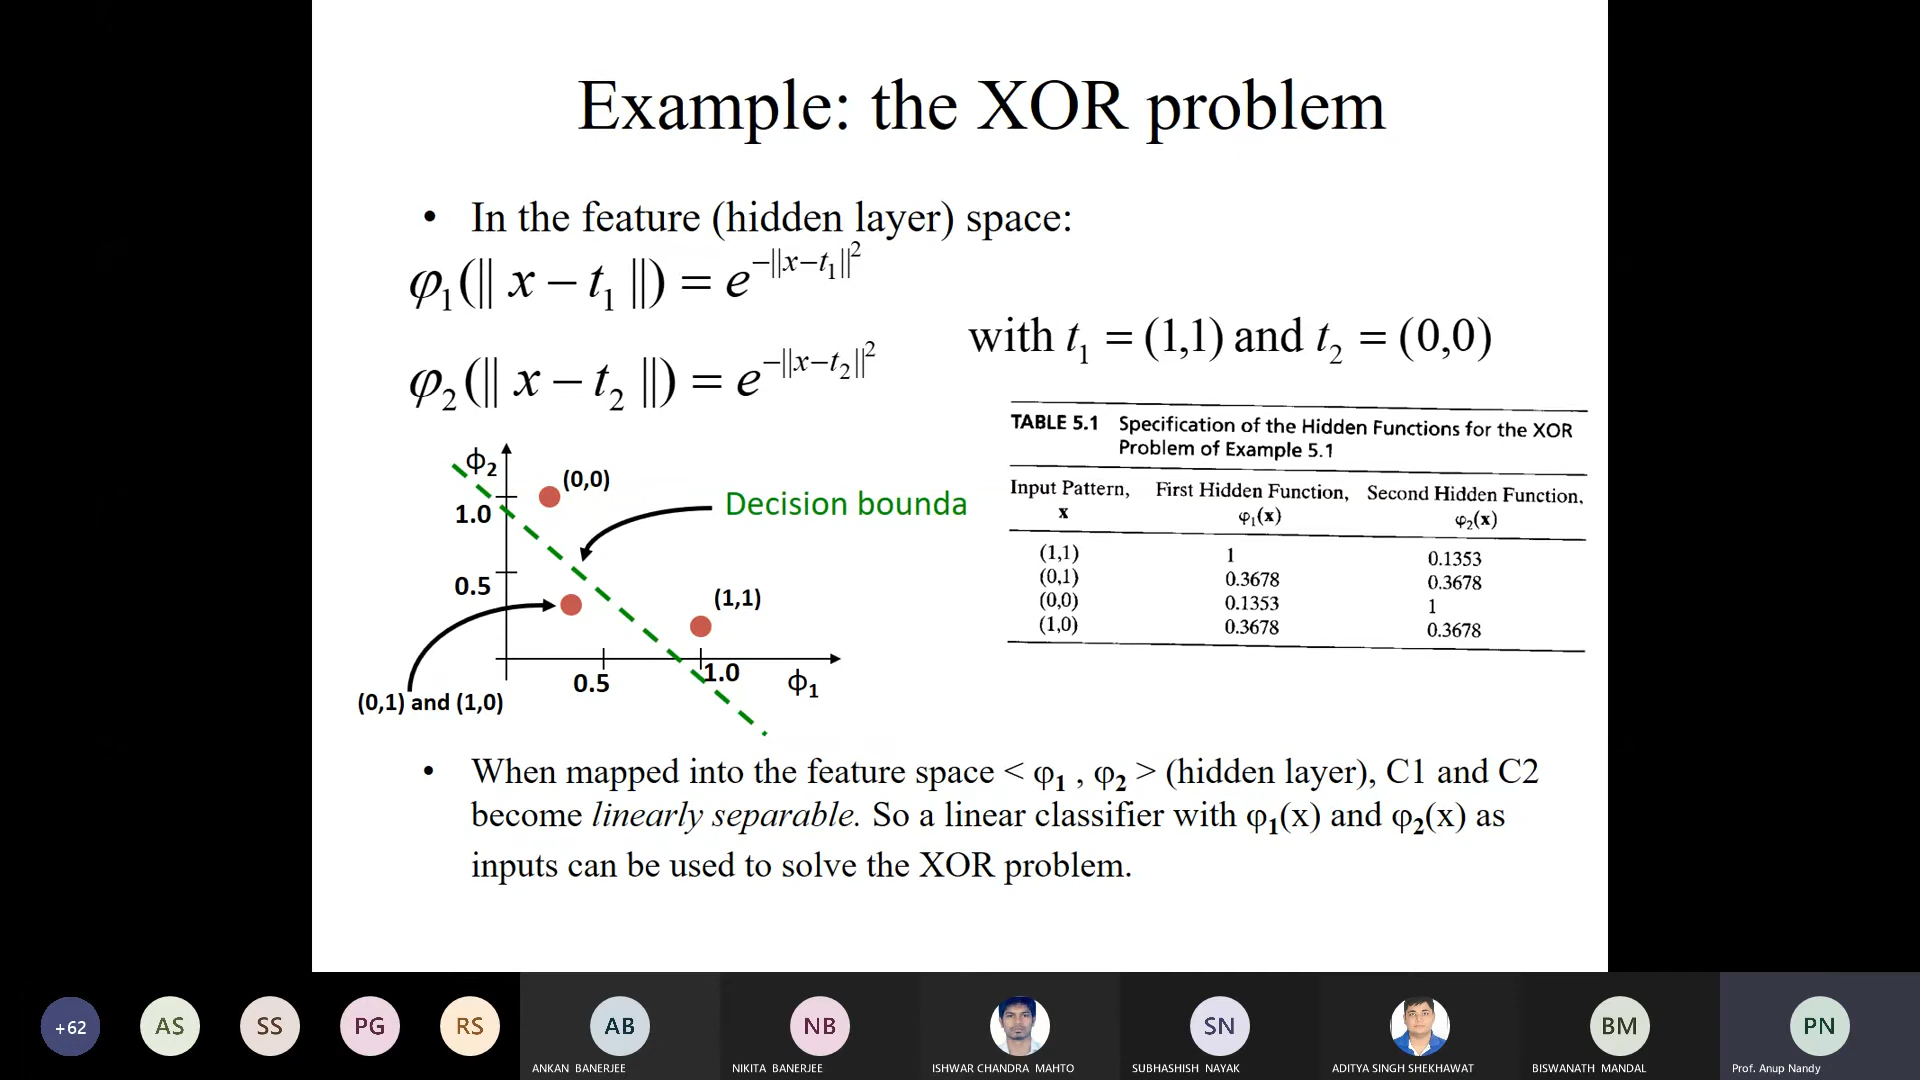 Example: the XOR problem
• In the feature (hidden layer) space:
φ₁(‖ x − t₁ ‖) = e^(−‖x−t₁‖²)
with t₁ = (1,1) and t₂ = (0,0)
φ₂(‖ x − t₂ ‖) = e^(−‖x−t₂‖²)
TABLE 5.1 Specification of the Hidden Functions for the XOR
Problem of Example 5.1
Input Pattern, First Hidden Function, Second Hidden Function,
x φ₁(x) φ₂(x)
(1,1) 1 0.1353
(0,1) 0.3678 0.3678
(0,0) 0.1353 1
(1,0) 0.3678 0.3678
ϕ₂
(0,0)
Decision bounda
1.0
0.5
(1,1)
0.5
1.0
ϕ₁
(0,1) and (1,0)
• When mapped into the feature space < φ₁ , φ₂ > (hidden layer), C1 and C2
become linearly separable. So a linear classifier with φ₁(x) and φ₂(x) as
inputs can be used to solve the XOR problem.
+62
AS
SS
PG
RS
AB
NB
SN
BM
PN
ANKAN BANERJEE
NIKITA BANERJEE
ISHWAR CHANDRA MAHTO
SUBHASHISH NAYAK
ADITYA SINGH SHEKHAWAT
BISWANATH MANDAL
Prof. Anup Nandy